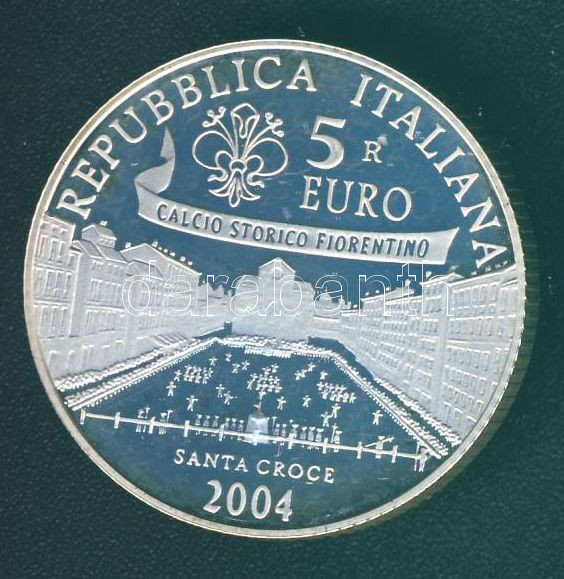 REPUBBLICA ITALIANA
5 R
EURO
CALCIO STORICO FIORENTINO
darabanth
SANTA CROCE
2004